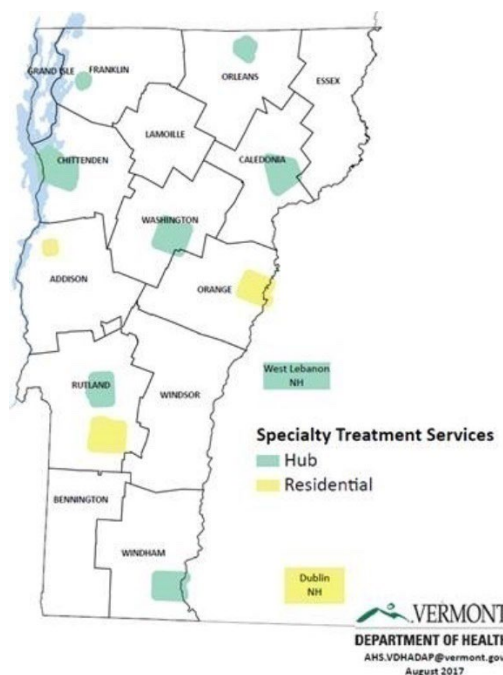 GRAND ISLE
FRANKLIN
ORLEANS
ESSEX
LAMOILLE
CHITTENDEN
CALEDONIA
WASHINGTON
ADDISON
ORANGE
West Lebanon
NH
RUTLAND
WINDSOR
Specialty Treatment Services
Hub
Residential
BENNINGTON
WINDHAM
Dublin
NH
VERMONT
DEPARTMENT OF HEALTH
AHS.VDHADAP@vermont.gov
August 2017